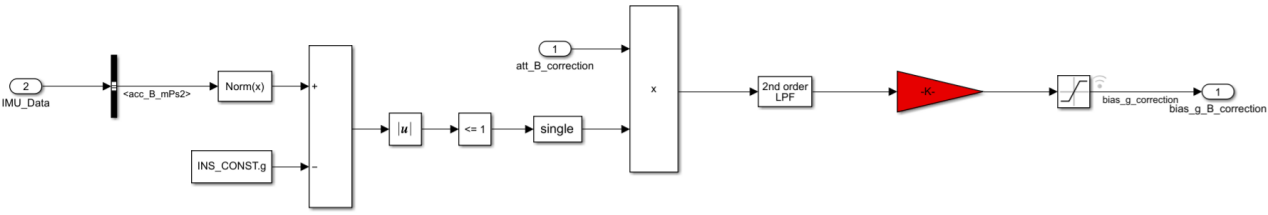 2
IMU_Data
<acc_B_mPs2>
Norm(x)
INS_CONST.g
+
−
|u|
<= 1
single
1
att_B_correction
x
2nd order
LPF
-K-
bias_g_correction
1
bias_g_B_correction